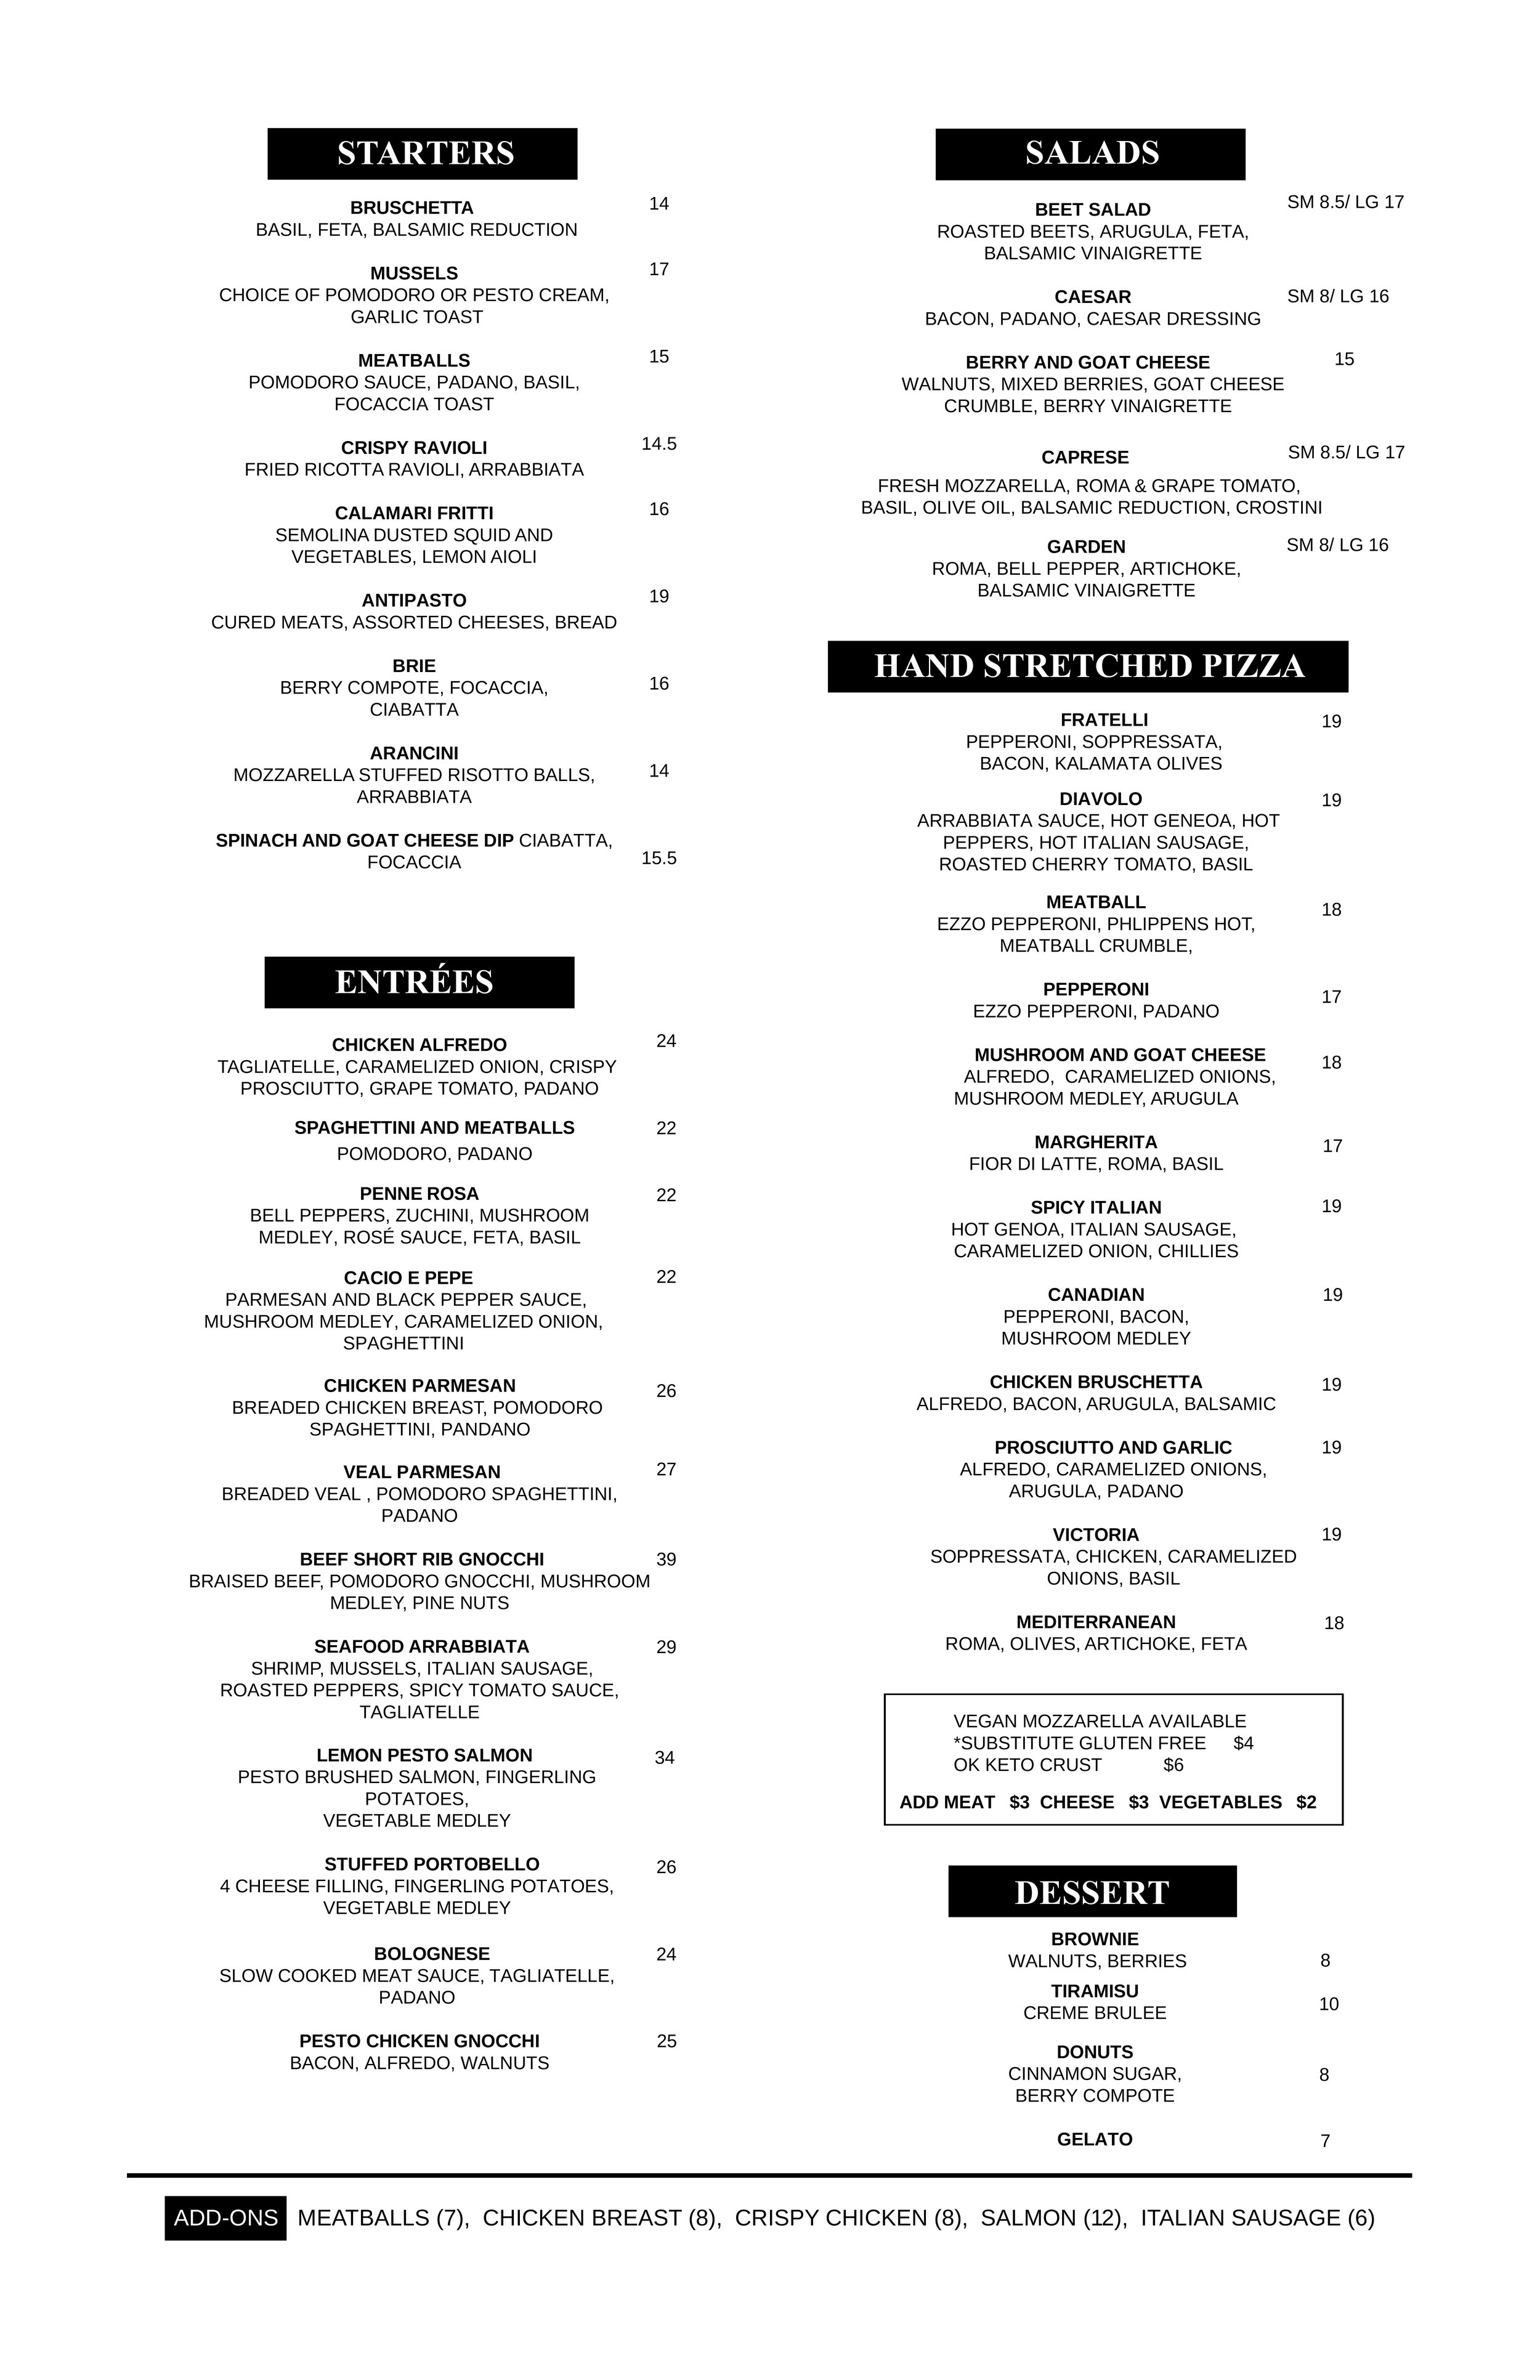 STARTERS
BRUSCHETTA 14
BASIL, FETA, BALSAMIC REDUCTION
MUSSELS 17
CHOICE OF POMODORO OR PESTO CREAM,
GARLIC TOAST
MEATBALLS 15
POMODORO SAUCE, PADANO, BASIL,
FOCACCIA TOAST
CRISPY RAVIOLI 14.5
FRIED RICOTTA RAVIOLI, ARRABBIATA
CALAMARI FRITTI 16
SEMOLINA DUSTED SQUID AND
VEGETABLES, LEMON AIOLI
ANTIPASTO 19
CURED MEATS, ASSORTED CHEESES, BREAD
BRIE
BERRY COMPOTE, FOCACCIA, 16
CIABATTA
ARANCINI
MOZZARELLA STUFFED RISOTTO BALLS, 14
ARRABBIATA
SPINACH AND GOAT CHEESE DIP CIABATTA,
FOCACCIA 15.5
ENTRÉES
CHICKEN ALFREDO 24
TAGLIATELLE, CARAMELIZED ONION, CRISPY
PROSCIUTTO, GRAPE TOMATO, PADANO
SPAGHETTINI AND MEATBALLS 22
POMODORO, PADANO
PENNE ROSA 22
BELL PEPPERS, ZUCHINI, MUSHROOM
MEDLEY, ROSÉ SAUCE, FETA, BASIL
CACIO E PEPE 22
PARMESAN AND BLACK PEPPER SAUCE,
MUSHROOM MEDLEY, CARAMELIZED ONION,
SPAGHETTINI
CHICKEN PARMESAN 26
BREADED CHICKEN BREAST, POMODORO
SPAGHETTINI, PANDANO
VEAL PARMESAN 27
BREADED VEAL , POMODORO SPAGHETTINI,
PADANO
BEEF SHORT RIB GNOCCHI 39
BRAISED BEEF, POMODORO GNOCCHI, MUSHROOM
MEDLEY, PINE NUTS
SEAFOOD ARRABBIATA 29
SHRIMP, MUSSELS, ITALIAN SAUSAGE,
ROASTED PEPPERS, SPICY TOMATO SAUCE,
TAGLIATELLE
LEMON PESTO SALMON 34
PESTO BRUSHED SALMON, FINGERLING
POTATOES,
VEGETABLE MEDLEY
STUFFED PORTOBELLO 26
4 CHEESE FILLING, FINGERLING POTATOES,
VEGETABLE MEDLEY
BOLOGNESE 24
SLOW COOKED MEAT SAUCE, TAGLIATELLE,
PADANO
PESTO CHICKEN GNOCCHI 25
BACON, ALFREDO, WALNUTS
SALADS
BEET SALAD SM 8.5/ LG 17
ROASTED BEETS, ARUGULA, FETA,
BALSAMIC VINAIGRETTE
CAESAR SM 8/ LG 16
BACON, PADANO, CAESAR DRESSING
BERRY AND GOAT CHEESE 15
WALNUTS, MIXED BERRIES, GOAT CHEESE
CRUMBLE, BERRY VINAIGRETTE
CAPRESE SM 8.5/ LG 17
FRESH MOZZARELLA, ROMA & GRAPE TOMATO,
BASIL, OLIVE OIL, BALSAMIC REDUCTION, CROSTINI
GARDEN SM 8/ LG 16
ROMA, BELL PEPPER, ARTICHOKE,
BALSAMIC VINAIGRETTE
HAND STRETCHED PIZZA
FRATELLI 19
PEPPERONI, SOPPRESSATA,
BACON, KALAMATA OLIVES
DIAVOLO 19
ARRABBIATA SAUCE, HOT GENEOA, HOT
PEPPERS, HOT ITALIAN SAUSAGE,
ROASTED CHERRY TOMATO, BASIL
MEATBALL 18
EZZO PEPPERONI, PHLIPPENS HOT,
MEATBALL CRUMBLE,
PEPPERONI 17
EZZO PEPPERONI, PADANO
MUSHROOM AND GOAT CHEESE 18
ALFREDO, CARAMELIZED ONIONS,
MUSHROOM MEDLEY, ARUGULA
MARGHERITA 17
FIOR DI LATTE, ROMA, BASIL
SPICY ITALIAN 19
HOT GENOA, ITALIAN SAUSAGE,
CARAMELIZED ONION, CHILLIES
CANADIAN 19
PEPPERONI, BACON,
MUSHROOM MEDLEY
CHICKEN BRUSCHETTA 19
ALFREDO, BACON, ARUGULA, BALSAMIC
PROSCIUTTO AND GARLIC 19
ALFREDO, CARAMELIZED ONIONS,
ARUGULA, PADANO
VICTORIA 19
SOPPRESSATA, CHICKEN, CARAMELIZED
ONIONS, BASIL
MEDITERRANEAN 18
ROMA, OLIVES, ARTICHOKE, FETA
VEGAN MOZZARELLA AVAILABLE
*SUBSTITUTE GLUTEN FREE $4
OK KETO CRUST $6
ADD MEAT $3 CHEESE $3 VEGETABLES $2
DESSERT
BROWNIE
WALNUTS, BERRIES 8
TIRAMISU
CREME BRULEE 10
DONUTS
CINNAMON SUGAR, 8
BERRY COMPOTE
GELATO 7
ADD-ONS MEATBALLS (7), CHICKEN BREAST (8), CRISPY CHICKEN (8), SALMON (12), ITALIAN SAUSAGE (6)